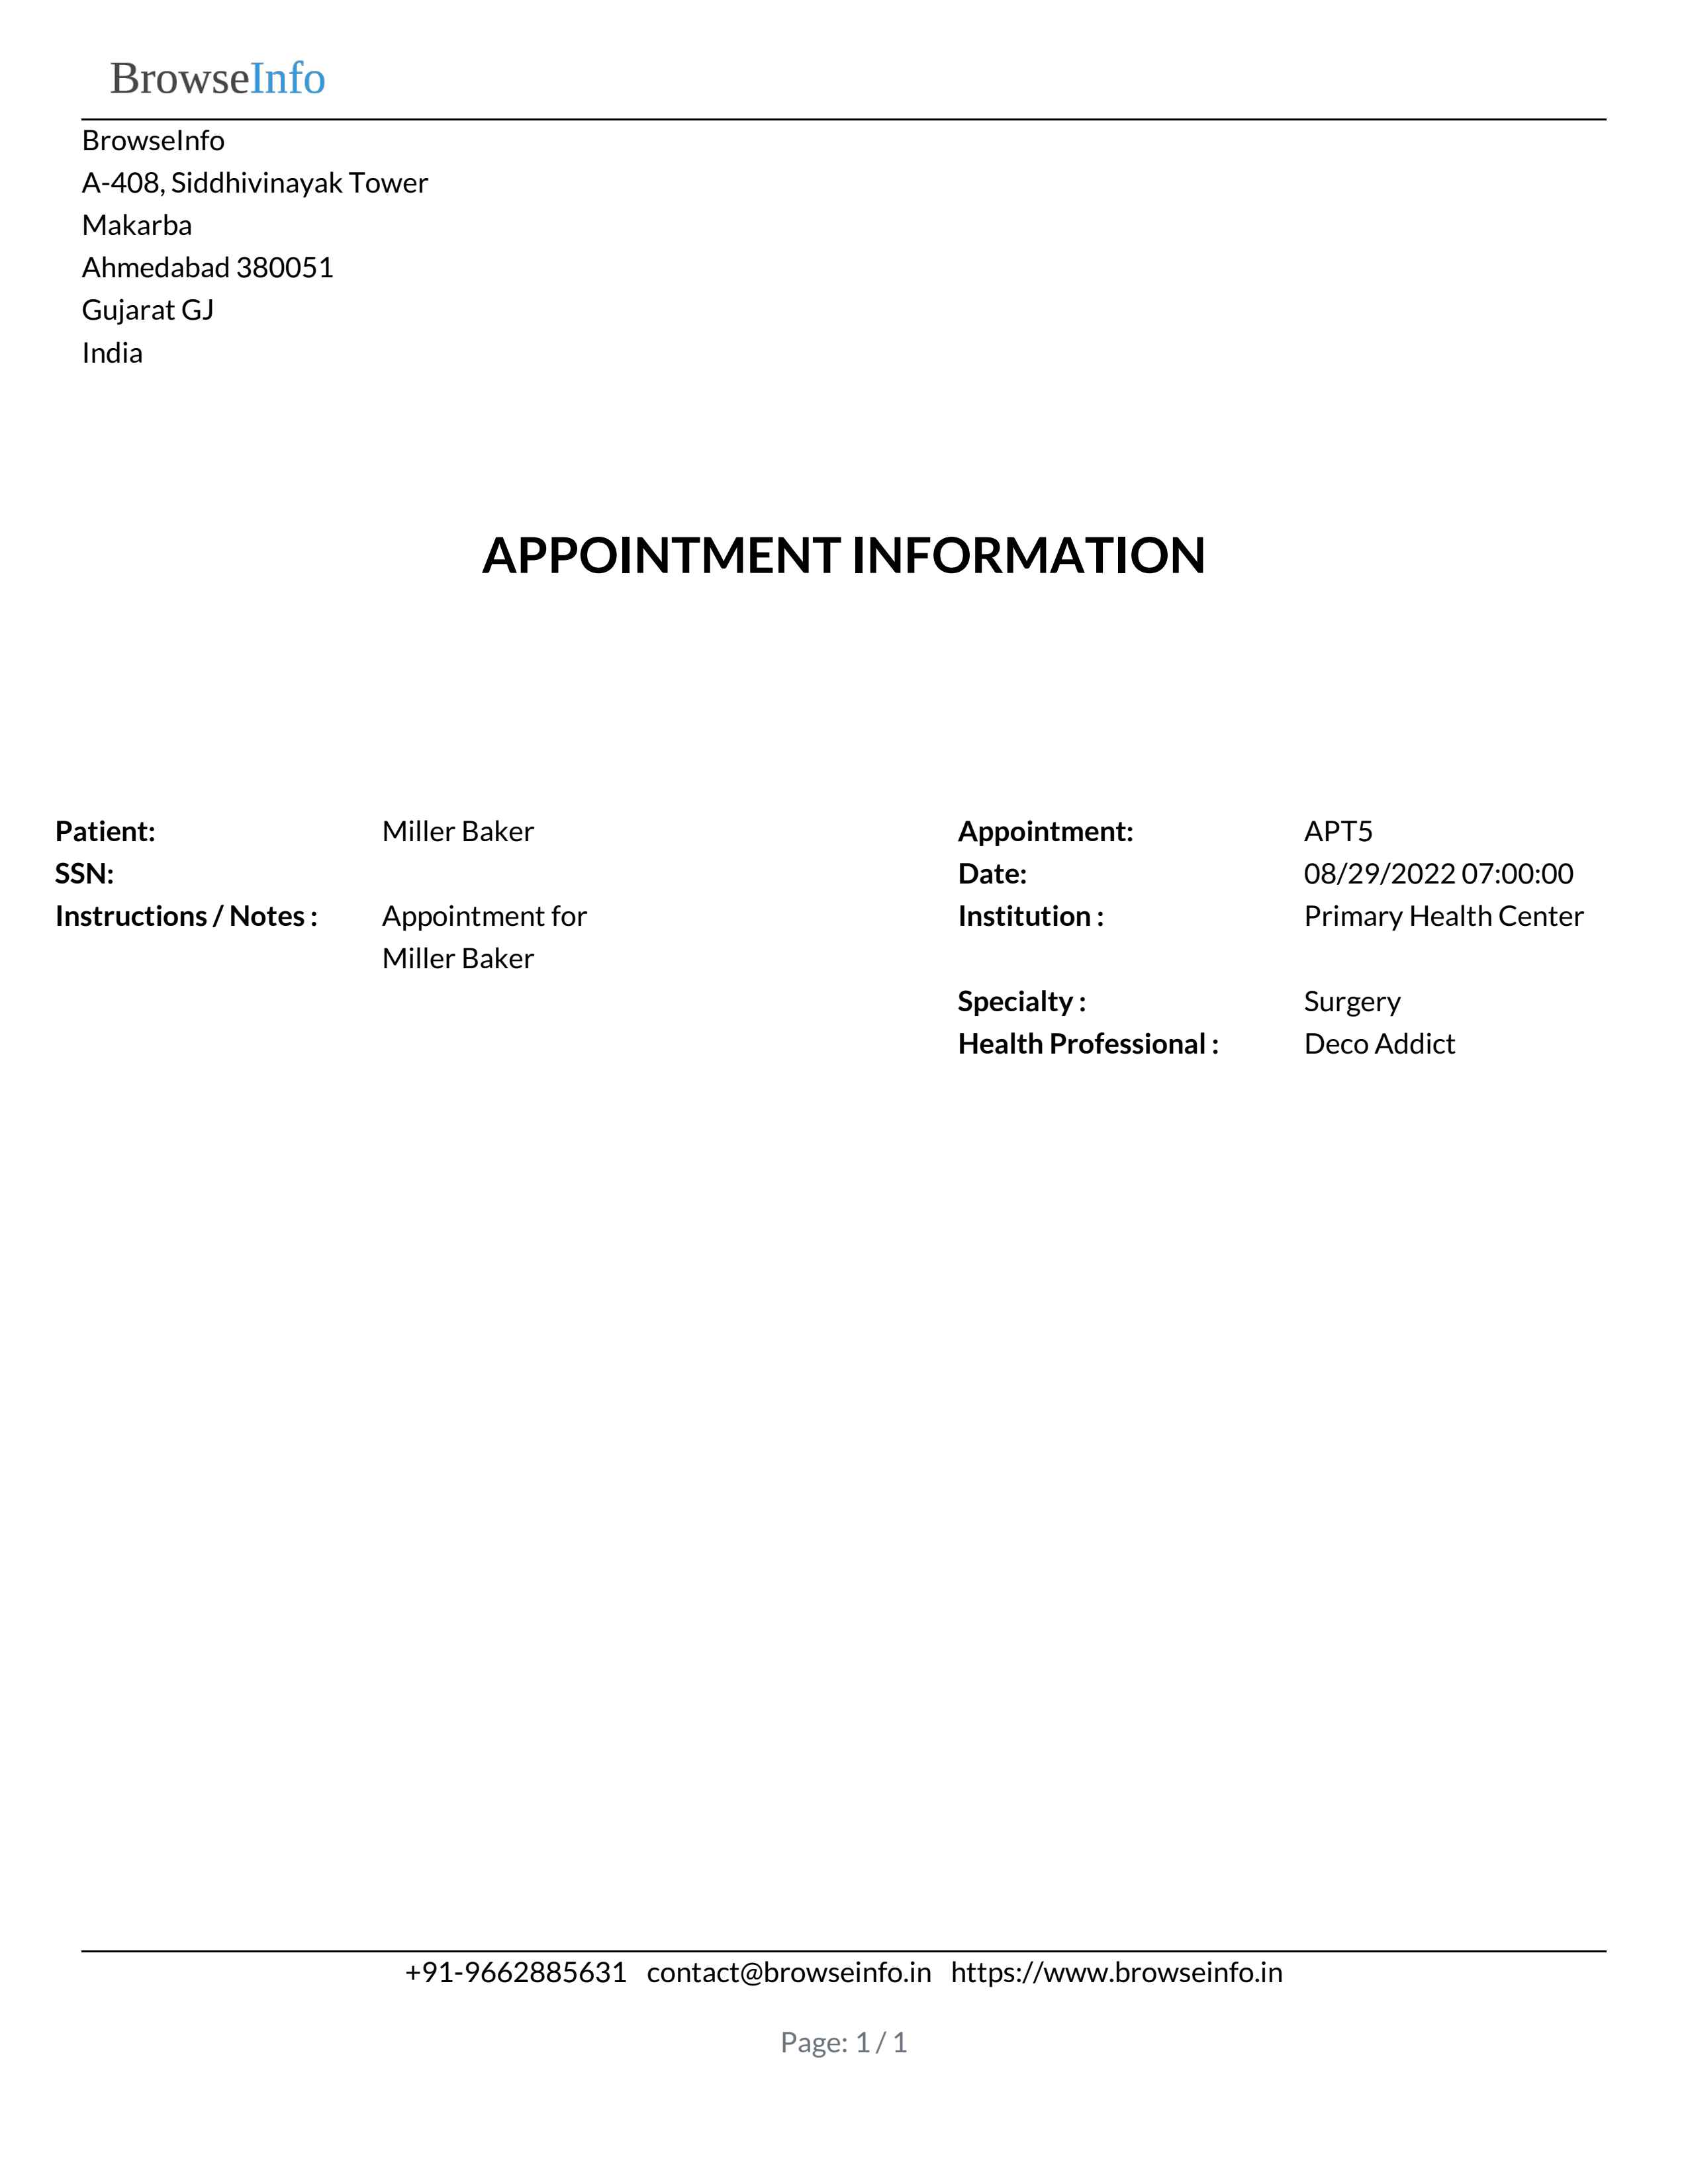 BrowseInfo
BrowseInfo
A-408, Siddhivinayak Tower
Makarba
Ahmedabad 380051
Gujarat GJ
India
APPOINTMENT INFORMATION
Patient: Miller Baker
SSN:
Instructions / Notes : Appointment for
Miller Baker
Appointment: APT5
Date: 08/29/2022 07:00:00
Institution : Primary Health Center
Specialty : Surgery
Health Professional : Deco Addict
+91-9662885631 contact@browseinfo.in https://www.browseinfo.in
Page: 1 / 1